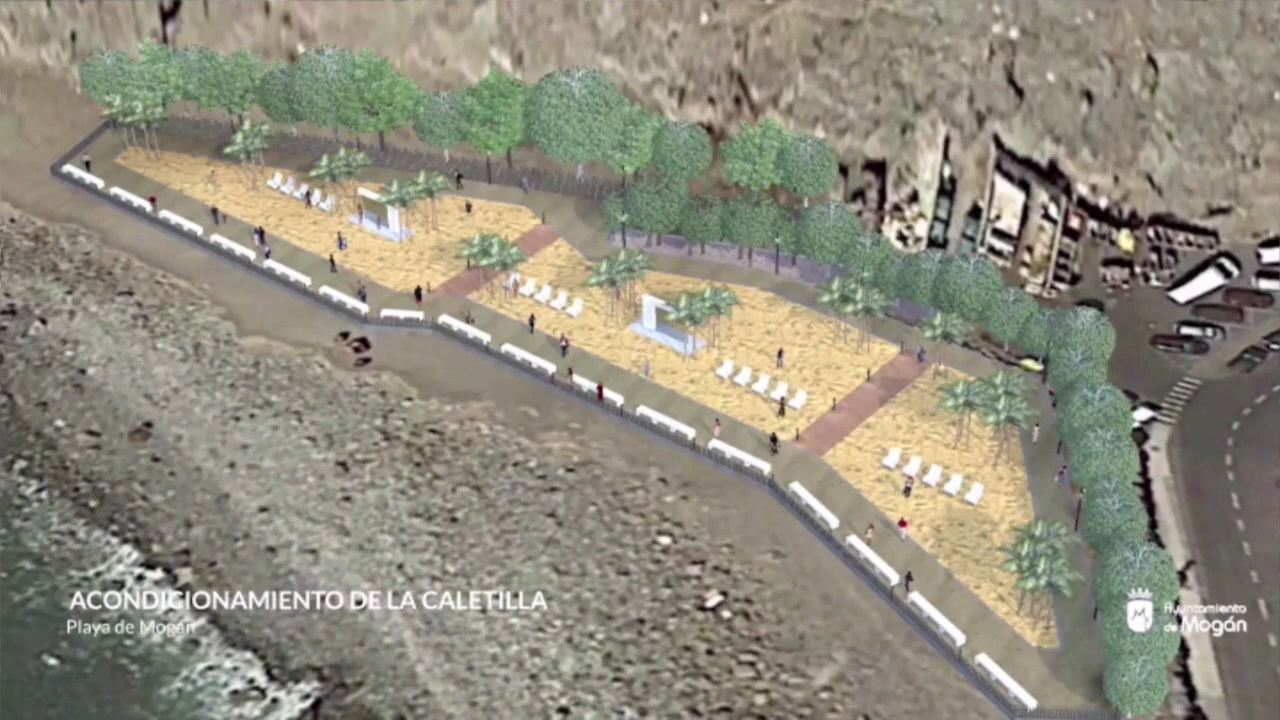 ACONDICIONAMIENTO DE LA CALETILLA
Playa de Mogán
Ayuntamiento
de Mogán